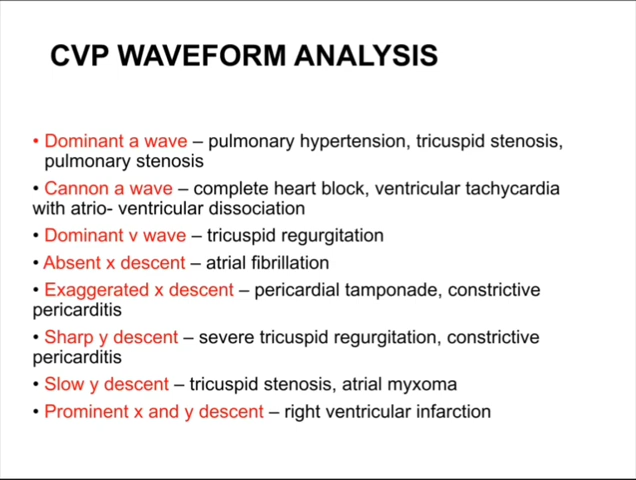 CVP WAVEFORM ANALYSIS
• Dominant a wave – pulmonary hypertension, tricuspid stenosis,
pulmonary stenosis
• Cannon a wave – complete heart block, ventricular tachycardia
with atrio- ventricular dissociation
• Dominant v wave – tricuspid regurgitation
• Absent x descent – atrial fibrillation
• Exaggerated x descent – pericardial tamponade, constrictive
pericarditis
• Sharp y descent – severe tricuspid regurgitation, constrictive
pericarditis
• Slow y descent – tricuspid stenosis, atrial myxoma
• Prominent x and y descent – right ventricular infarction